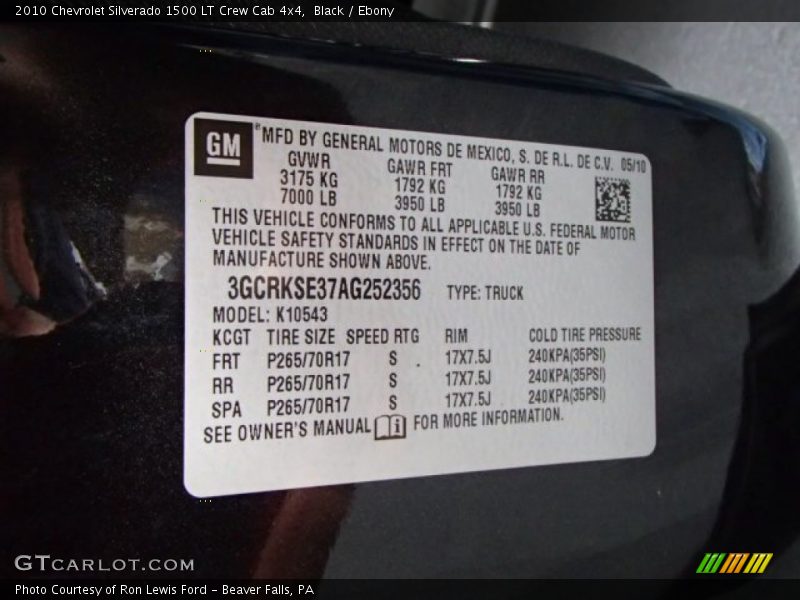 2010 Chevrolet Silverado 1500 LT Crew Cab 4x4, Black / Ebony
GM ® MFD BY GENERAL MOTORS DE MEXICO, S. DE R.L. DE C.V. 05/10
GVWR GAWR FRT GAWR RR
3175 KG 1792 KG 1792 KG
7000 LB 3950 LB 3950 LB
THIS VEHICLE CONFORMS TO ALL APPLICABLE U.S. FEDERAL MOTOR
VEHICLE SAFETY STANDARDS IN EFFECT ON THE DATE OF
MANUFACTURE SHOWN ABOVE.
3GCRKSE37AG252356 TYPE: TRUCK
MODEL: K10543
KCGT TIRE SIZE SPEED RTG RIM COLD TIRE PRESSURE
FRT P265/70R17 S 17X7.5J 240KPA(35PSI)
RR P265/70R17 S 17X7.5J 240KPA(35PSI)
SPA P265/70R17 S 17X7.5J 240KPA(35PSI)
SEE OWNER'S MANUAL i FOR MORE INFORMATION.
GTCARLOT.COM
Photo Courtesy of Ron Lewis Ford - Beaver Falls, PA